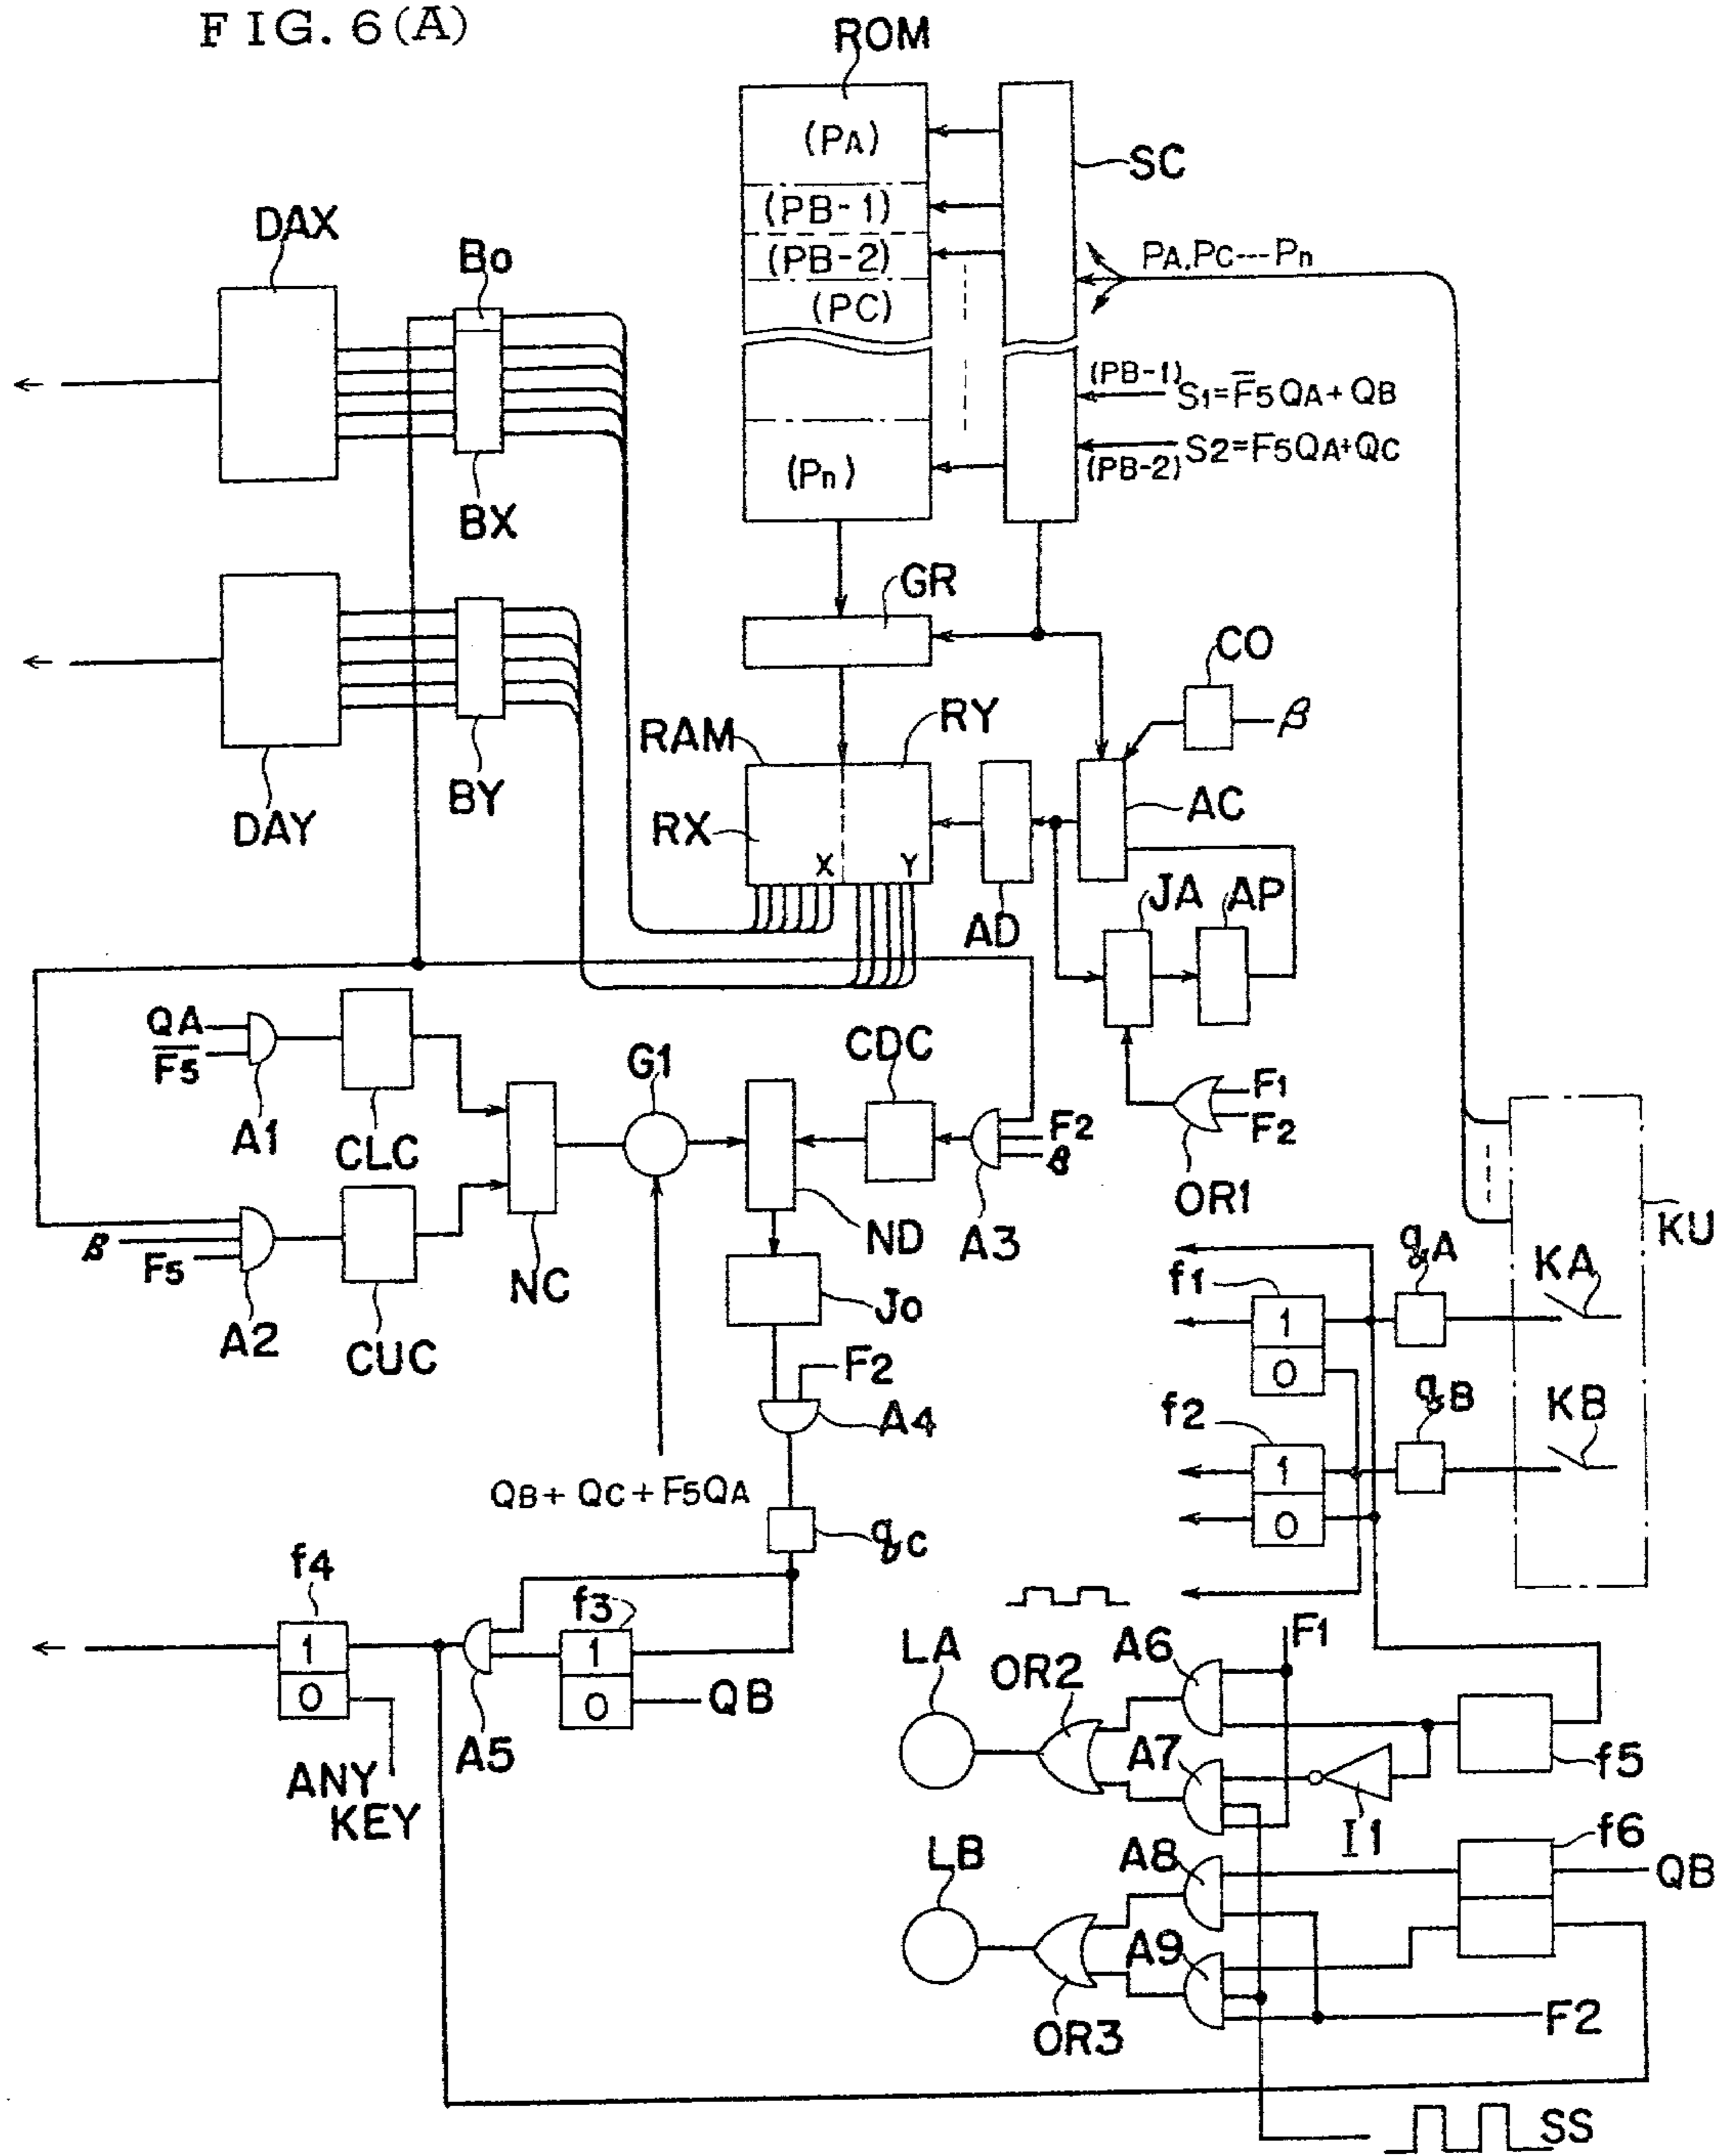 FIG. 6(A)
ROM
(PA)
SC
(PB-1)
DAX
Bo
(PB-2)
PA.PC---Pn
(PC)
(PB-1) S1=F̅5QA+QB
S2=F5QA+QC
(PB-2)
(Pn)
BX
GR
CO
β
RY
RAM
BY
AC
DAY
RX
X
Y
JA
AP
AD
QA
F̅5
CDC
G1
F1
F2
F2
β
A1
CLC
OR1
KU
ND
A3
β
F5
NC
qA
KA
f1
Jo
1
A2
CUC
F2
0
qB
KB
A4
f2
1
QB+QC+F5QA
0
qC
f4
f3
F1
1
1
LA
OR2
A6
0
0
QB
A5
A7
f5
ANY
KEY
I1
f6
LB
A8
QB
A9
OR3
F2
SS